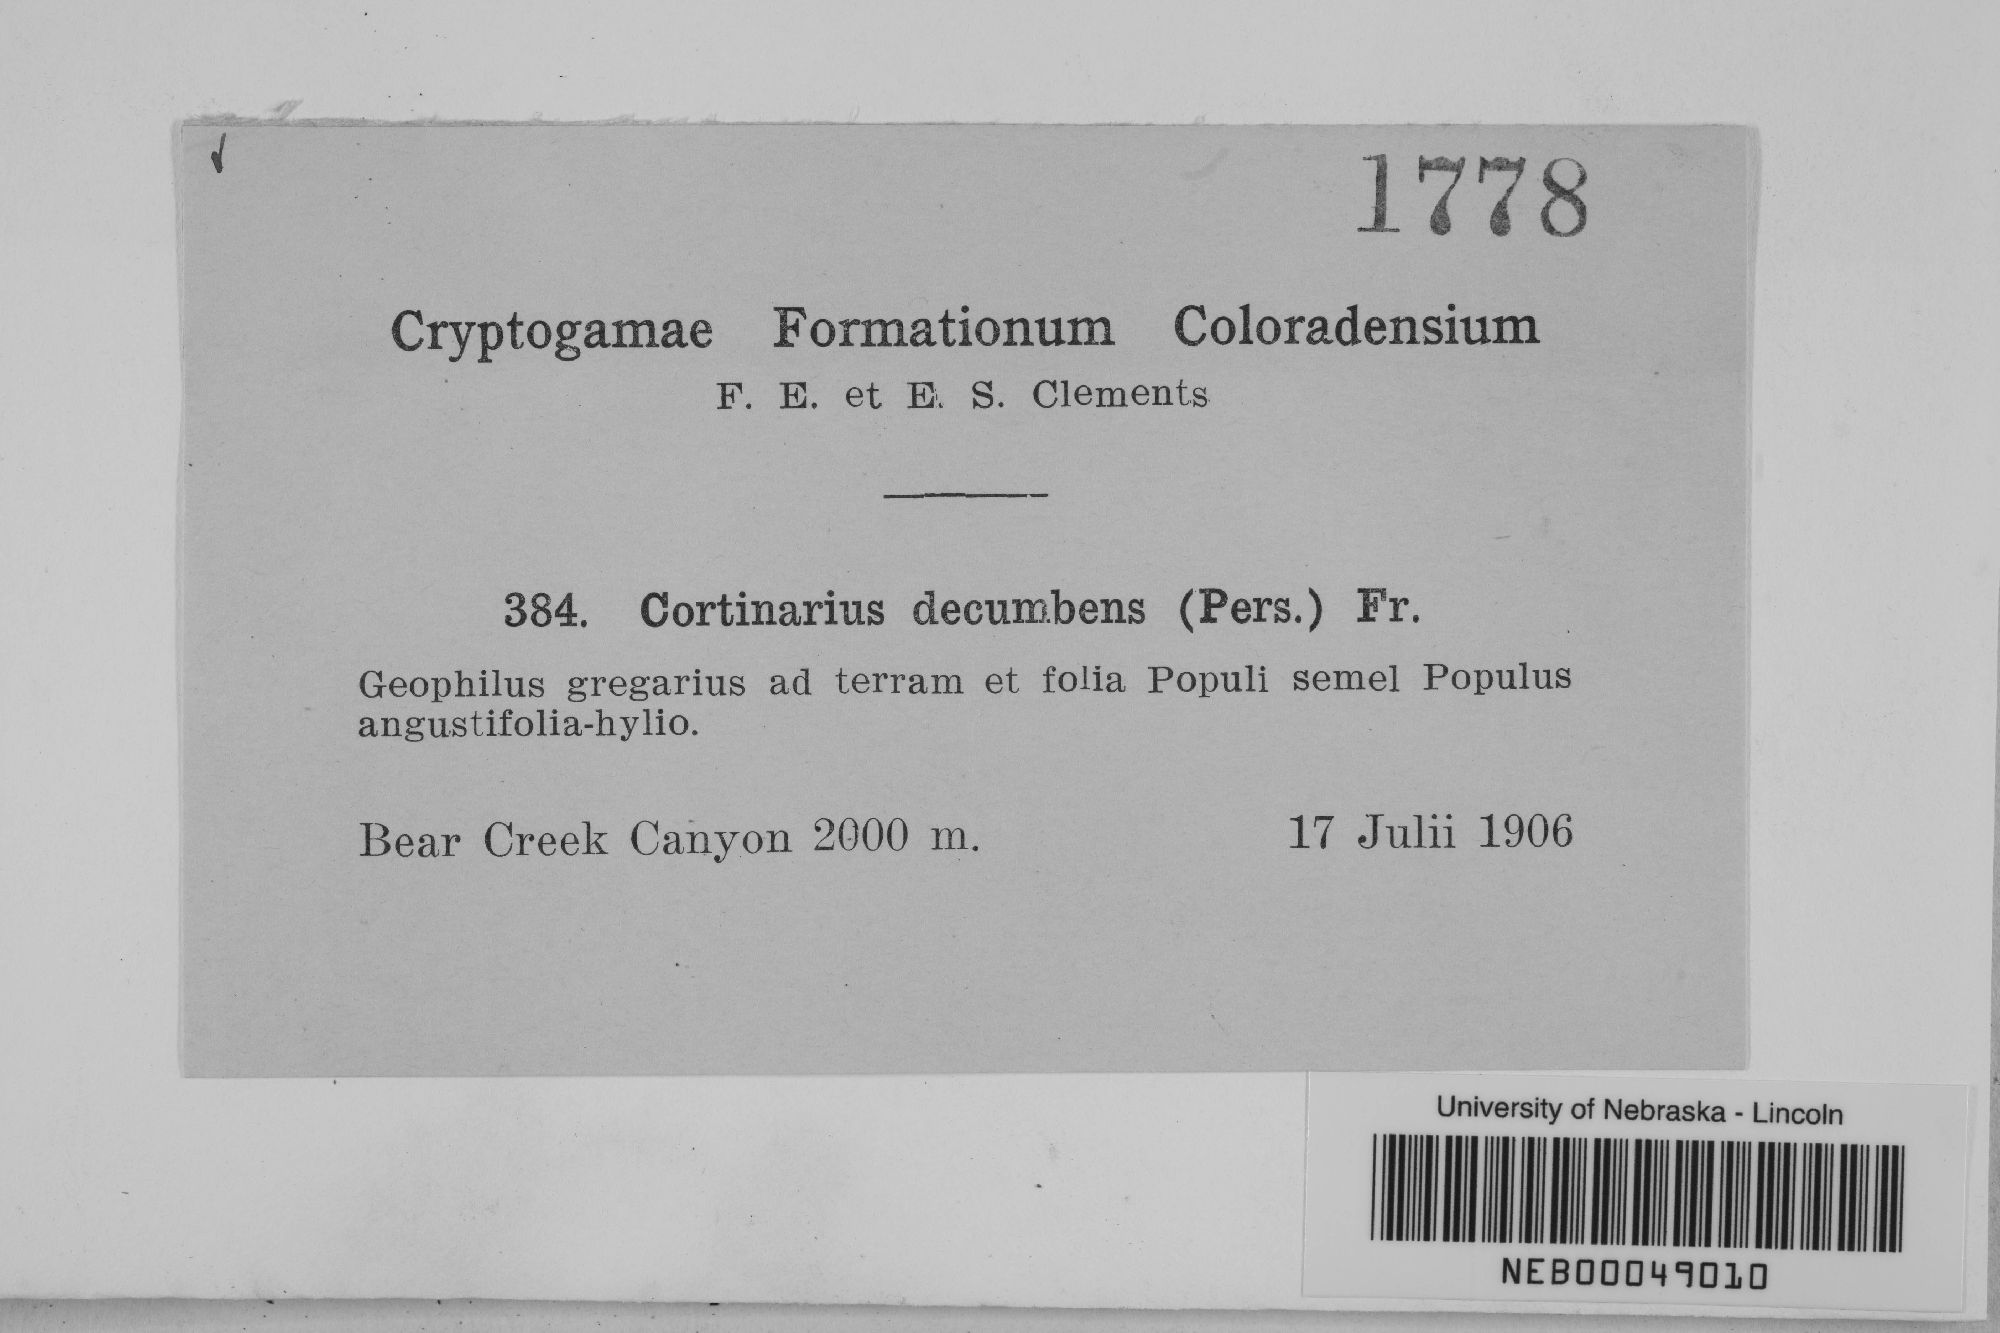 1778
Cryptogamae Formationum Coloradensium
F. E. et E. S. Clements
384. Cortinarius decumbens (Pers.) Fr.
Geophilus gregarius ad terram et folia Populi semel Populus
angustifolia-hylio.
Bear Creek Canyon 2000 m. 17 Julii 1906
University of Nebraska - Lincoln
NEB00049010